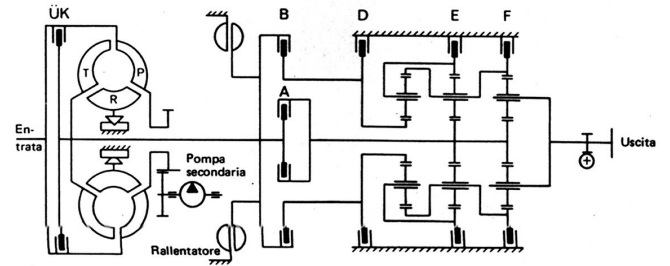 ÜK
B
D
E
F
T
P
R
A
En-
trata
Pompa
secondaria
Uscita
Rallentatore